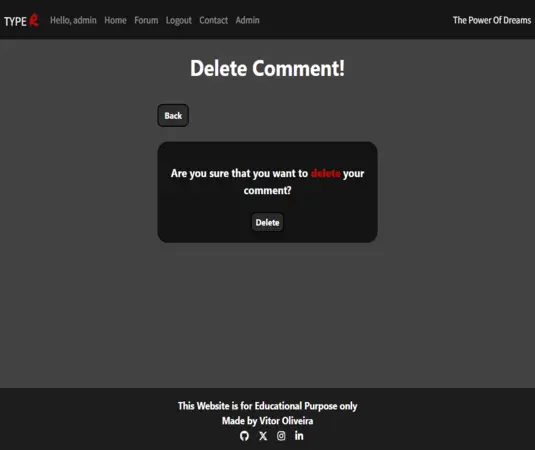 TYPE R
Hello, admin Home Forum Logout Contact Admin
The Power Of Dreams
Delete Comment!
Back
Are you sure that you want to delete your
comment?
Delete
This Website is for Educational Purpose only
Made by Vitor Oliveira